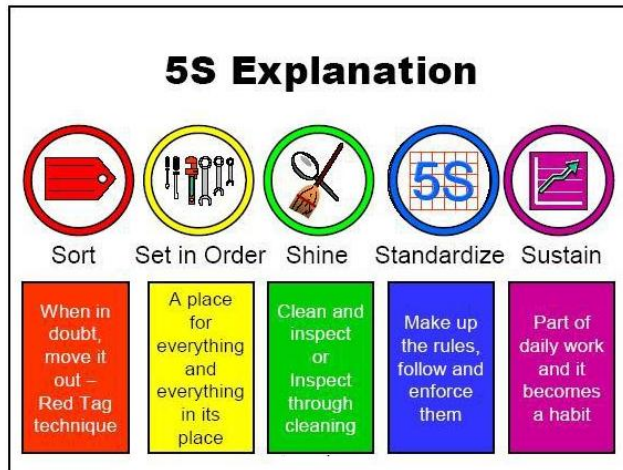 5S Explanation
5S
Sort
Set in Order
Shine
Standardize
Sustain
When in
doubt,
move it
out –
Red Tag
technique
A place
for
everything
and
everything
in its
place
Clean and
inspect
or
Inspect
through
cleaning
Make up
the rules,
follow and
enforce
them
Part of
daily work
and it
becomes
a habit